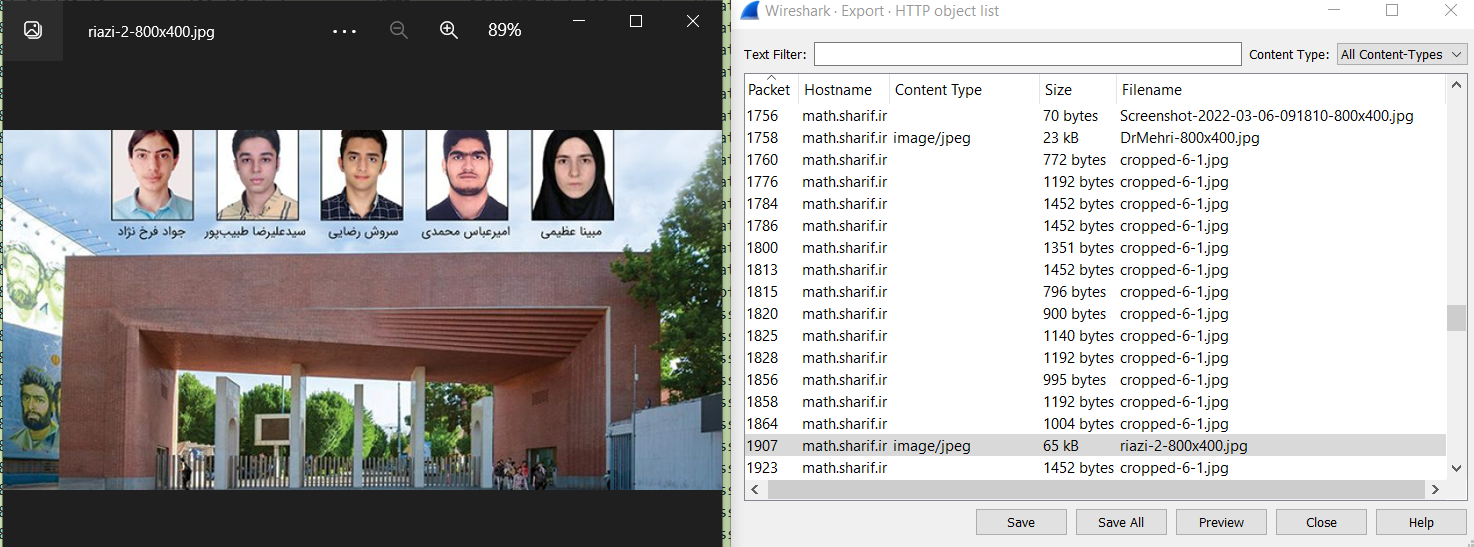 riazi-2-800x400.jpg
89%
جواد فرخ نژاد
سیدعلیرضا طبیب‌پور
سروش رضایی
امیرعباس محمدی
مبینا عظیمی
Wireshark · Export · HTTP object list
Text Filter:
Content Type: All Content-Types
Packet Hostname Content Type Size Filename
1756 math.sharif.ir 70 bytes Screenshot-2022-03-06-091810-800x400.jpg
1758 math.sharif.ir image/jpeg 23 kB DrMehri-800x400.jpg
1760 math.sharif.ir 772 bytes cropped-6-1.jpg
1776 math.sharif.ir 1192 bytes cropped-6-1.jpg
1784 math.sharif.ir 1452 bytes cropped-6-1.jpg
1786 math.sharif.ir 1452 bytes cropped-6-1.jpg
1800 math.sharif.ir 1351 bytes cropped-6-1.jpg
1813 math.sharif.ir 1452 bytes cropped-6-1.jpg
1815 math.sharif.ir 796 bytes cropped-6-1.jpg
1820 math.sharif.ir 900 bytes cropped-6-1.jpg
1825 math.sharif.ir 1140 bytes cropped-6-1.jpg
1828 math.sharif.ir 1192 bytes cropped-6-1.jpg
1856 math.sharif.ir 995 bytes cropped-6-1.jpg
1858 math.sharif.ir 1192 bytes cropped-6-1.jpg
1864 math.sharif.ir 1004 bytes cropped-6-1.jpg
1907 math.sharif.ir image/jpeg 65 kB riazi-2-800x400.jpg
1923 math.sharif.ir 1452 bytes cropped-6-1.jpg
Save Save All Preview Close Help